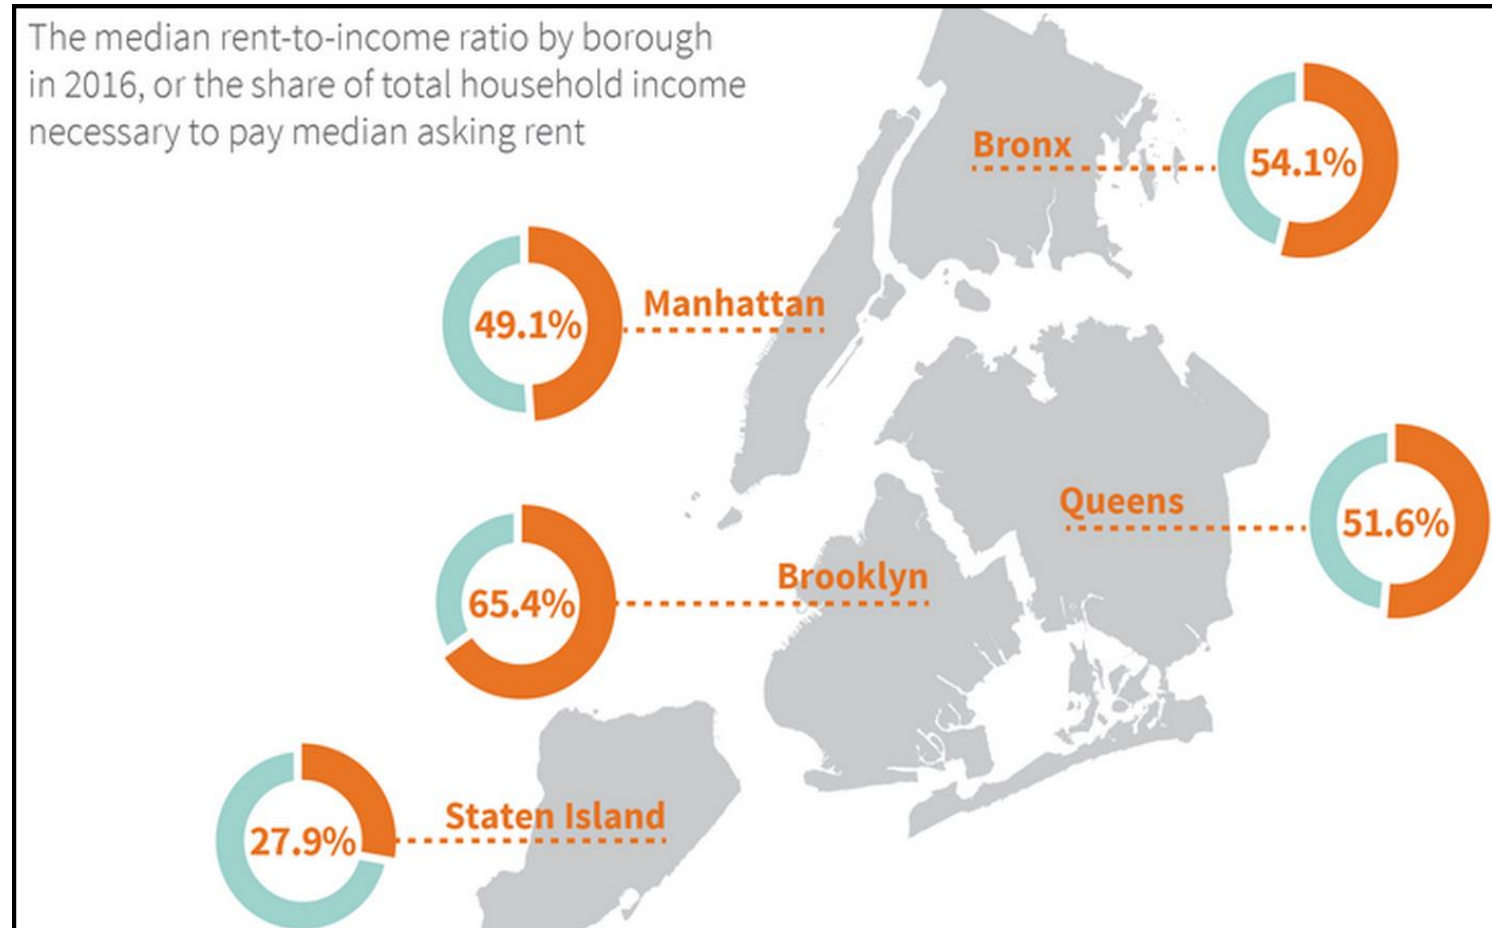 The median rent-to-income ratio by borough
in 2016, or the share of total household income
necessary to pay median asking rent
Bronx
54.1%
Manhattan
49.1%
Queens
51.6%
Brooklyn
65.4%
Staten Island
27.9%